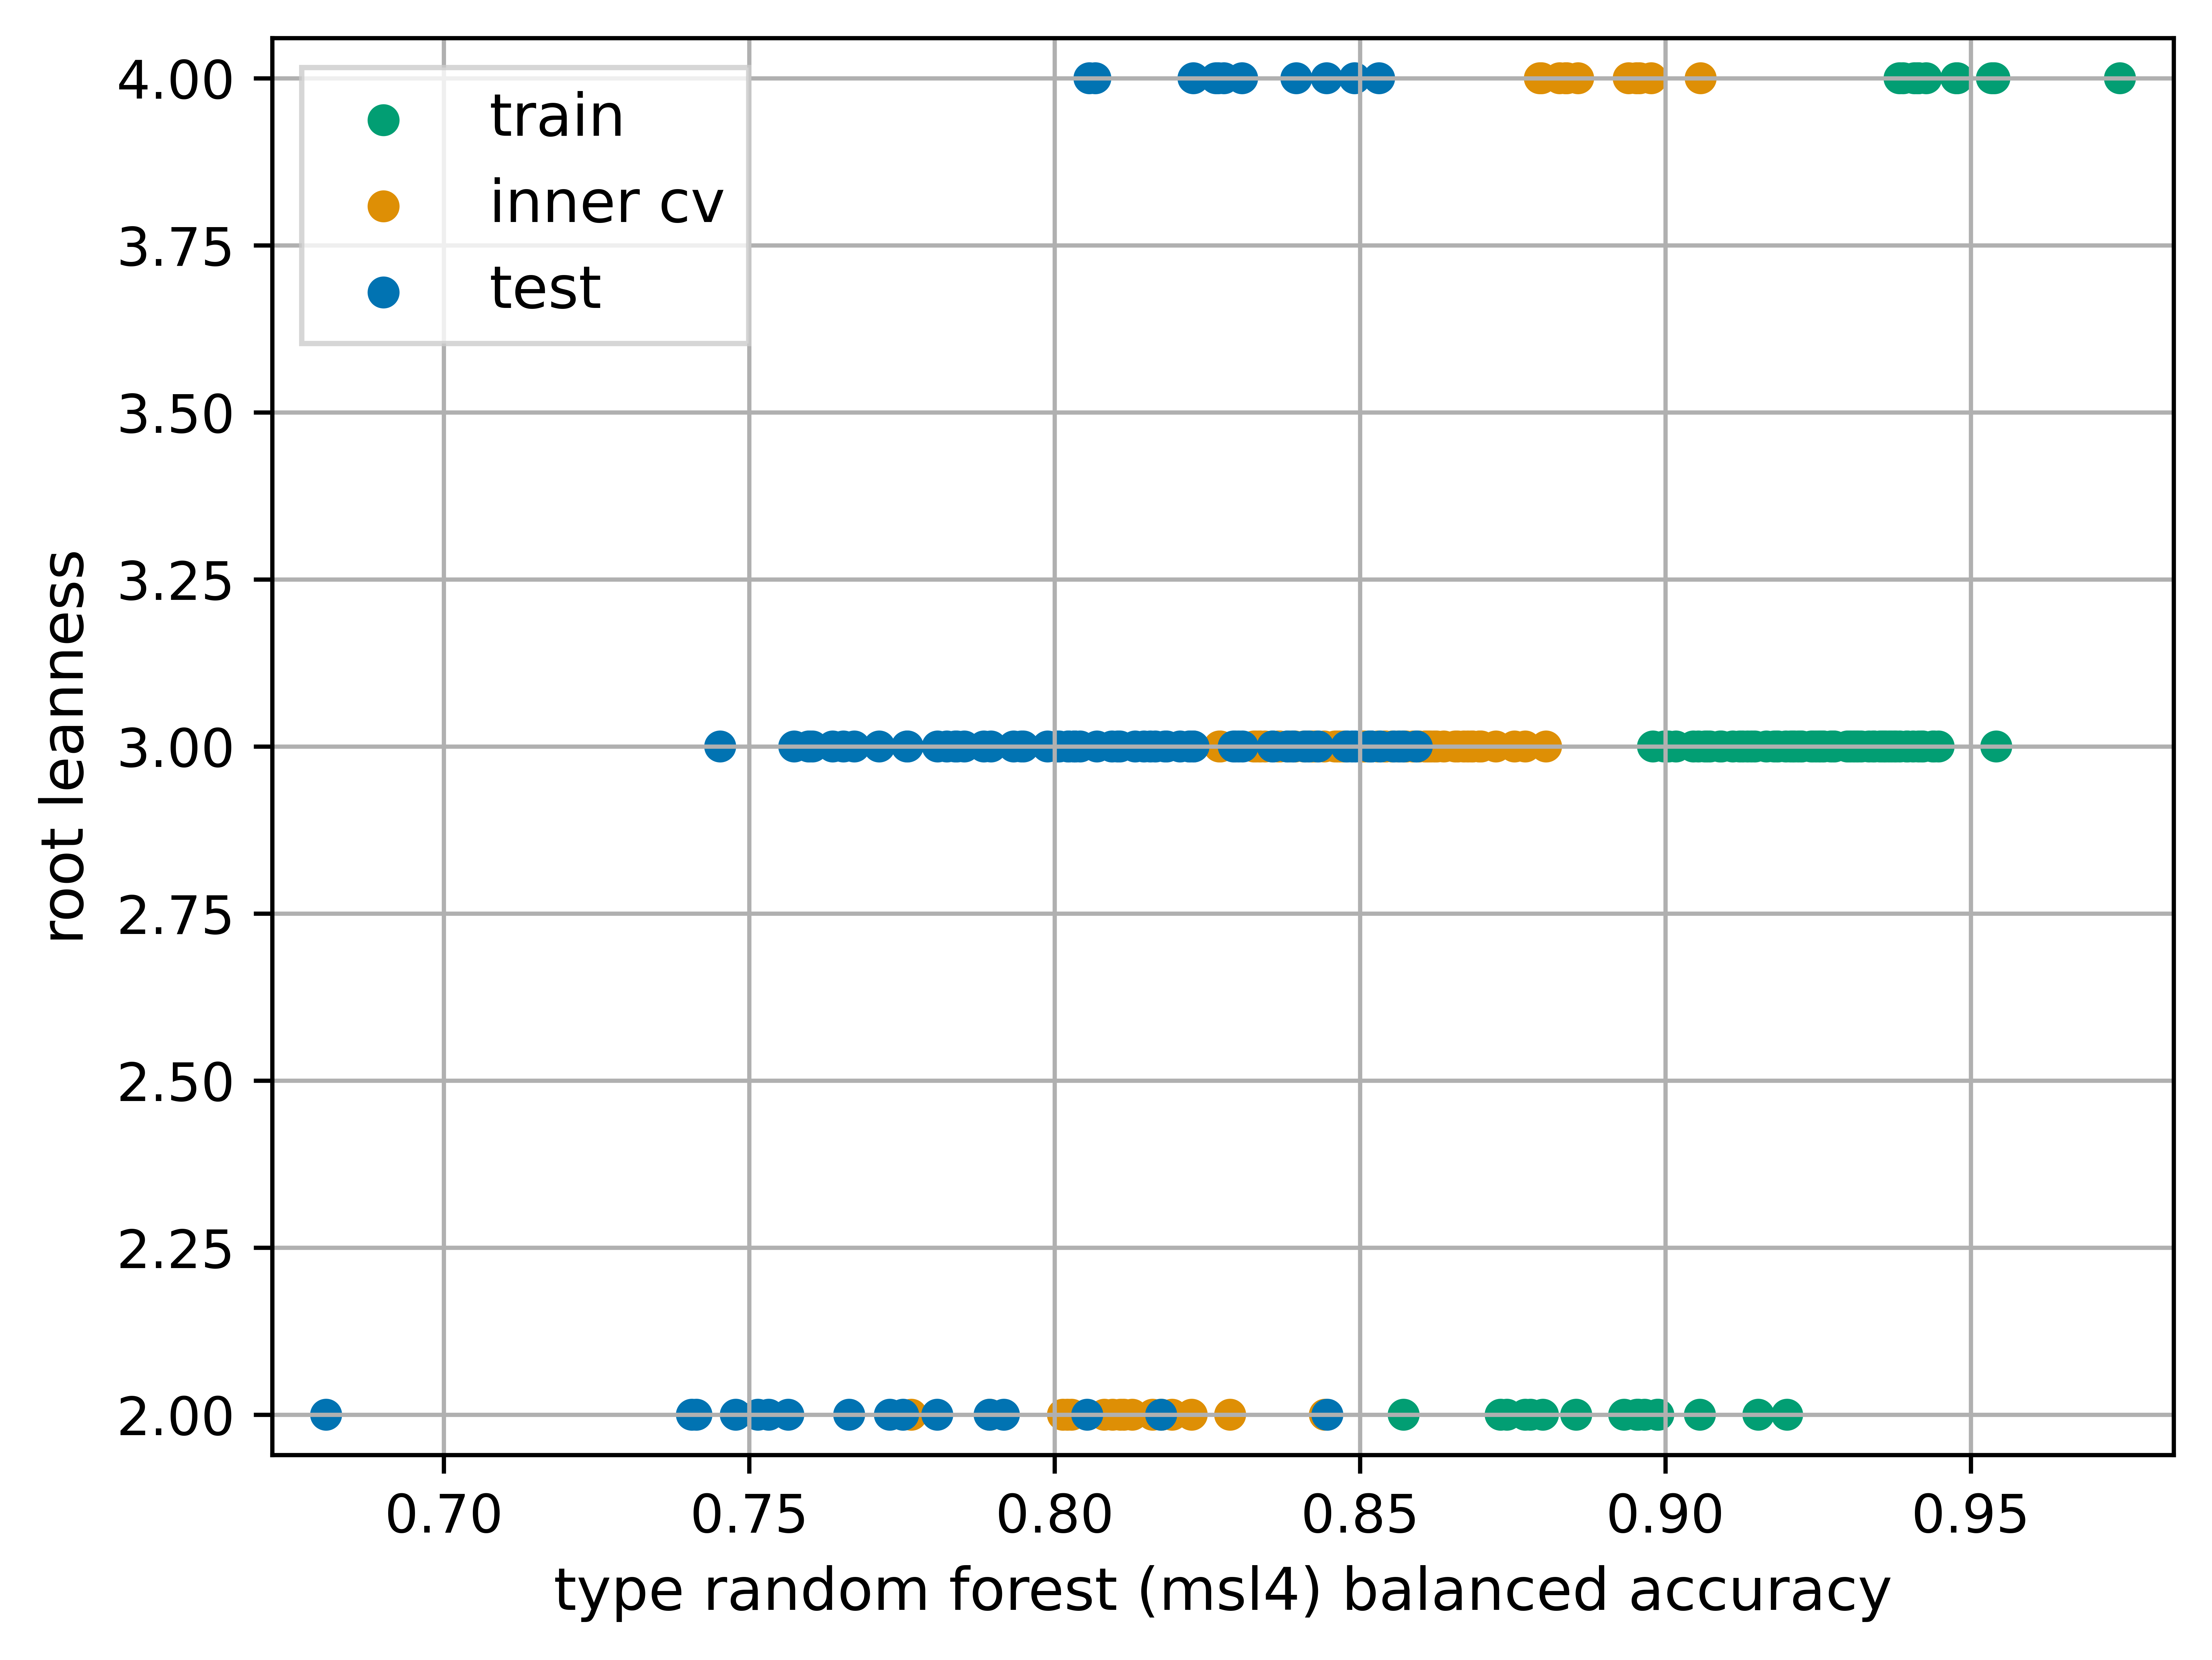 train
inner cv
test
4.00
3.75
3.50
3.25
3.00
2.75
2.50
2.25
2.00
root leanness
0.70 0.75 0.80 0.85 0.90 0.95
type random forest (msl4) balanced accuracy